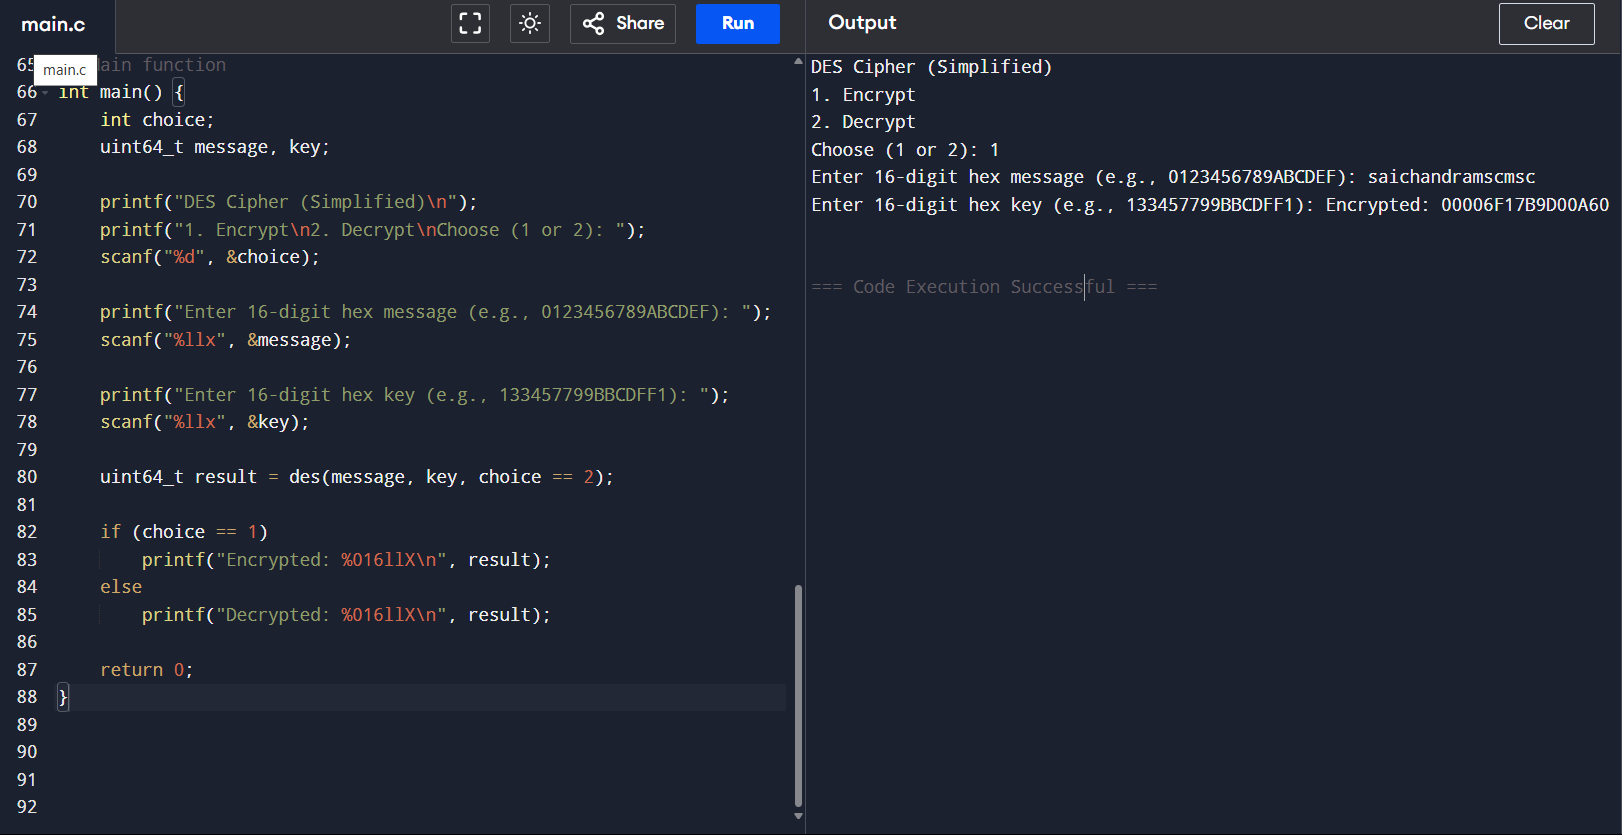 main.c
Share
Run
Output
Clear
65 ain function
main.c
66 int main() {
67 int choice;
68 uint64_t message, key;
69
70 printf("DES Cipher (Simplified)\n");
71 printf("1. Encrypt\n2. Decrypt\nChoose (1 or 2): ");
72 scanf("%d", &choice);
73
74 printf("Enter 16-digit hex message (e.g., 0123456789ABCDEF): ");
75 scanf("%llx", &message);
76
77 printf("Enter 16-digit hex key (e.g., 133457799BBCDFF1): ");
78 scanf("%llx", &key);
79
80 uint64_t result = des(message, key, choice == 2);
81
82 if (choice == 1)
83 printf("Encrypted: %016llX\n", result);
84 else
85 printf("Decrypted: %016llX\n", result);
86
87 return 0;
88 }
89
90
91
92
DES Cipher (Simplified)
1. Encrypt
2. Decrypt
Choose (1 or 2): 1
Enter 16-digit hex message (e.g., 0123456789ABCDEF): saichandramscmsc
Enter 16-digit hex key (e.g., 133457799BBCDFF1): Encrypted: 00006F17B9D00A60
=== Code Execution Successful ===